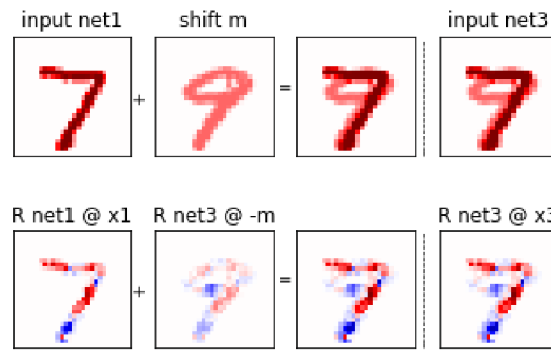 input net1 shift m input net3
+ =
R net1 @ x1 R net3 @ -m R net3 @ x3
+ =